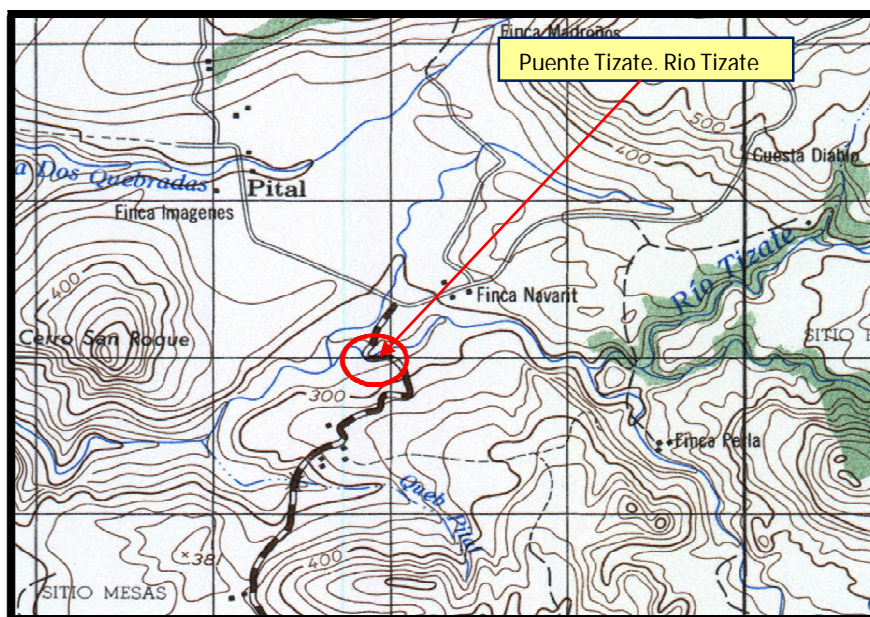 Finca Madroños
Puente Tizate. Rio Tizate
500
400
Cuesta Diablo
a Dos Quebradas
Pital
Finca Imagenes
Río Tizate
400
Finca Navarit
Cerro San Roque
SITIO
300
Finca Perla
Queb Pital
×381
400
SITIO MESAS